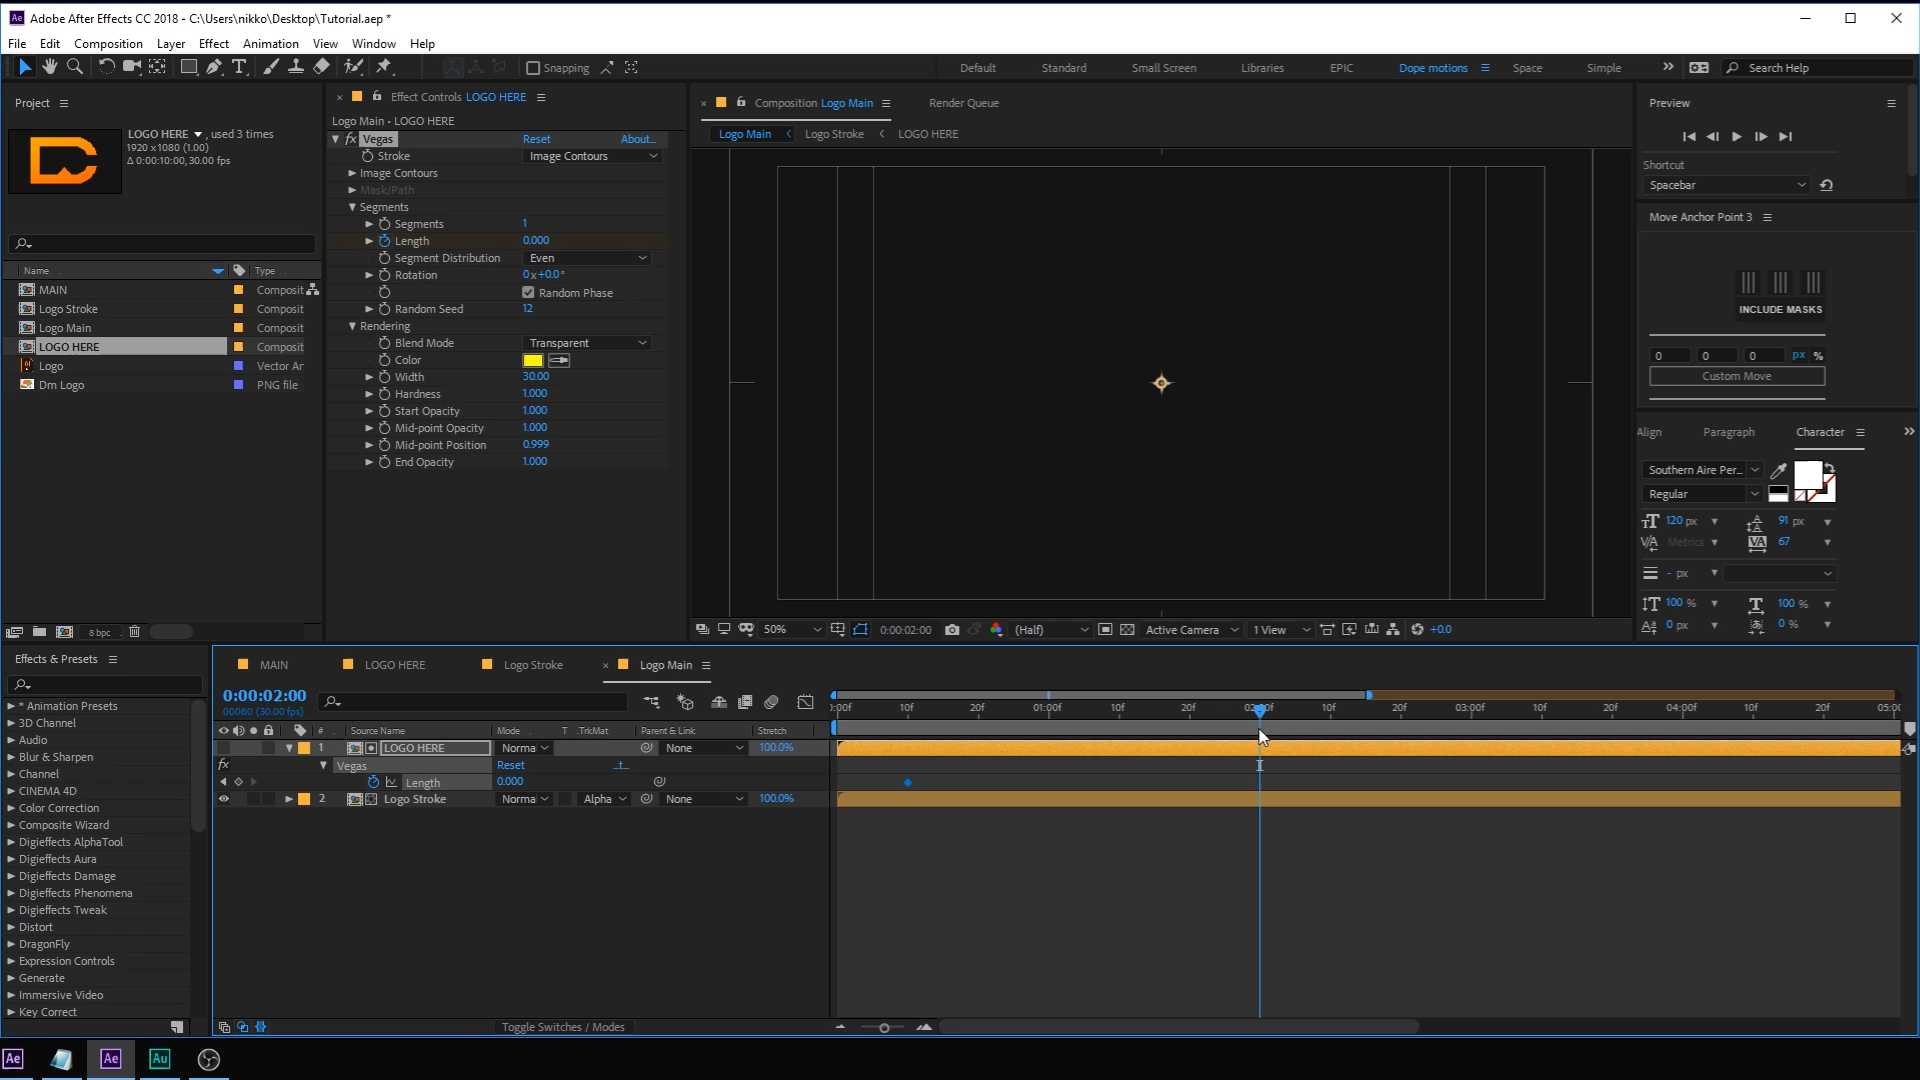 Adobe After Effects CC 2018 - C:\Users\nikko\Desktop\Tutorial.aep *
File Edit Composition Layer Effect Animation View Window Help
Snapping
Default Standard Small Screen Libraries EPIC Dope motions Space Simple Search Help
Project
LOGO HERE , used 3 times
1920 x 1080 (1.00)
Δ 0:00:10:00, 30.00 fps
Name Type
MAIN Composit
Logo Stroke Composit
Logo Main Composit
LOGO HERE Composit
Logo Vector Ar
Dm Logo PNG file
8 bpc
Effect Controls LOGO HERE
Logo Main • LOGO HERE
fx Vegas Reset About...
Stroke Image Contours
Image Contours
Mask/Path
Segments
Segments 1
Length 0.000
Segment Distribution Even
Rotation 0x+0.0°
Random Phase
Random Seed 12
Rendering
Blend Mode Transparent
Color
Width 30.00
Hardness 1.000
Start Opacity 1.000
Mid-point Opacity 1.000
Mid-point Position 0.999
End Opacity 1.000
Composition Logo Main Render Queue
Logo Main Logo Stroke LOGO HERE
50% 0:00:02:00 (Half) Active Camera 1 View +0.0
Preview
Shortcut
Spacebar
Move Anchor Point 3
INCLUDE MASKS
0 0 0 px %
Custom Move
Align Paragraph Character
Southern Aire Per...
Regular
120 px 91 px
Metrics 67
- px
100 % 100 %
0 px 0 %
Effects & Presets
* Animation Presets
3D Channel
Audio
Blur & Sharpen
Channel
CINEMA 4D
Color Correction
Composite Wizard
Digieffects AlphaTool
Digieffects Aura
Digieffects Damage
Digieffects Phenomena
Digieffects Tweak
Distort
DragonFly
Expression Controls
Generate
Immersive Video
Key Correct
MAIN LOGO HERE Logo Stroke Logo Main
0:00:02:00
00060 (30.00 fps)
:00f 10f 20f 01:00f 10f 20f 02:00f 10f 20f 03:00f 10f 20f 04:00f 10f 20f 05:00
# Source Name Mode T .TrkMat Parent & Link Stretch
1 LOGO HERE Norma None 100.0%
fx Vegas Reset
Length 0.000
2 Logo Stroke Norma Alpha None 100.0%
Toggle Switches / Modes
Ae Ae Au